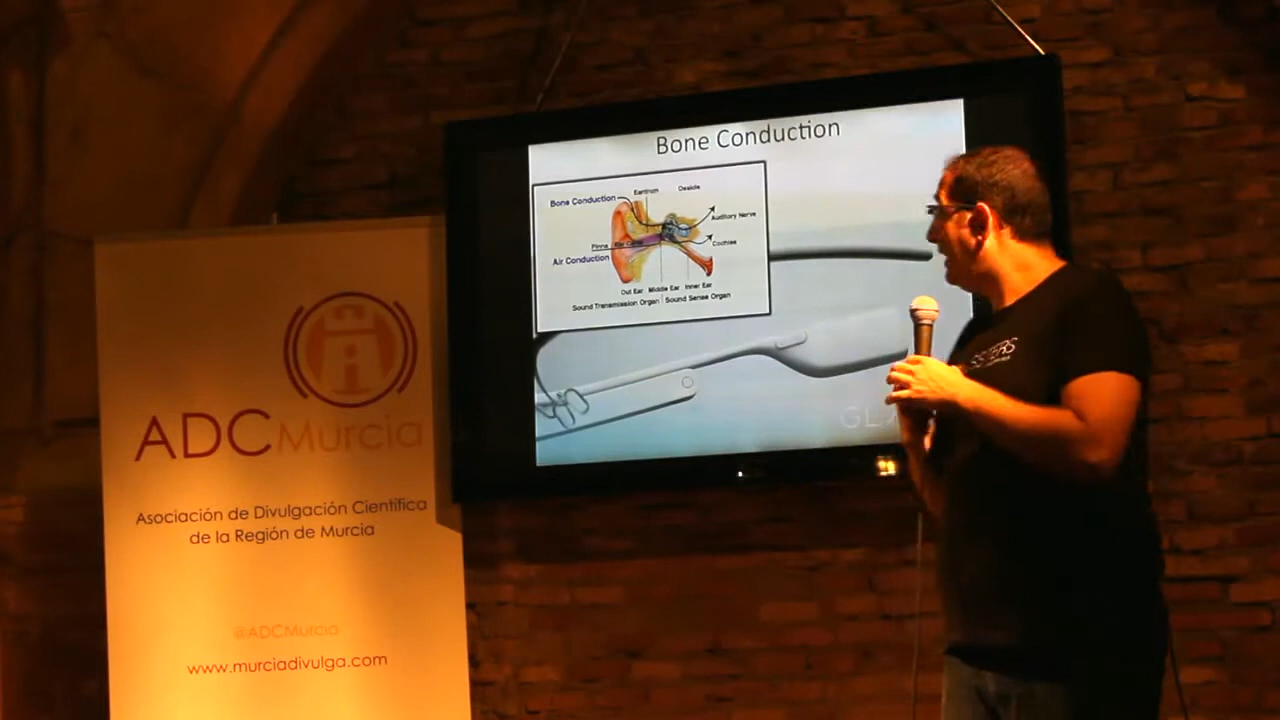 ADCMurcia
Asociación de Divulgación Científica
de la Región de Murcia
@ADCMurcia
www.murciadivulga.com
Bone Conduction
Eardrum
Ossicle
Bone Conduction
Auditory Nerve
Pinna
Ear Canal
Cochlea
Air Conduction
Out Ear Middle Ear Inner Ear
Sound Transmission Organ Sound Sense Organ